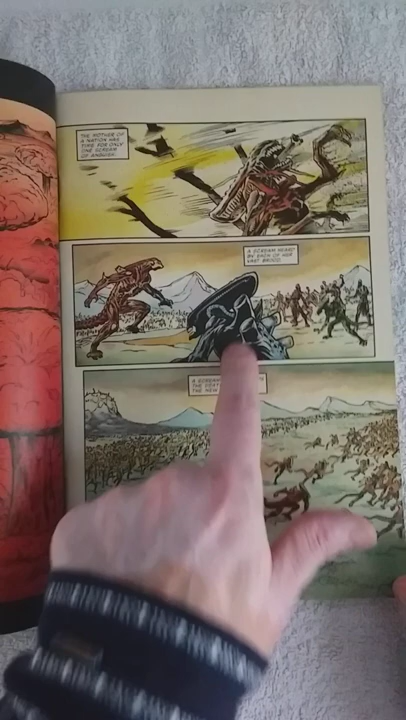 THE MOTHER OF
A NATION HAS
TIME FOR ONLY
ONE SCREAM
OF ANGUISH.
A SCREAM HEARD
BY EACH OF HER
VAST BROOD.
A SCREAM
THE
THE NEW